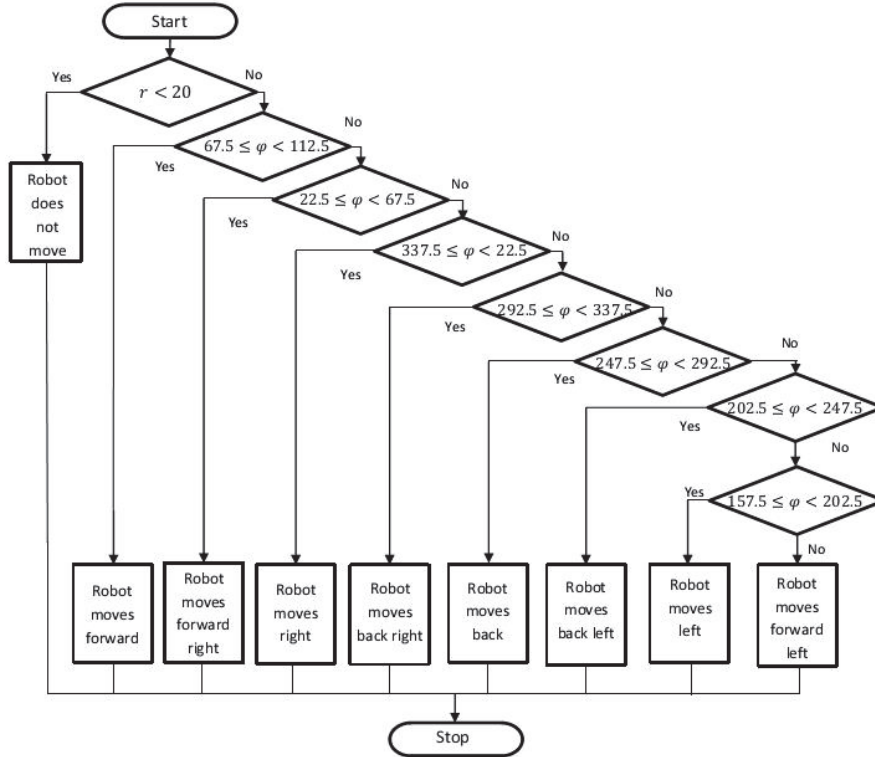 Start
Yes
No
r < 20
No
67.5 ≤ φ < 112.5
Yes
No
Robot
does
not
move
22.5 ≤ φ < 67.5
Yes
No
337.5 ≤ φ < 22.5
Yes
No
292.5 ≤ φ < 337.5
Yes
No
247.5 ≤ φ < 292.5
Yes
202.5 ≤ φ < 247.5
Yes
No
Yes
157.5 ≤ φ < 202.5
No
Robot
moves
forward
Robot
moves
forward
right
Robot
moves
right
Robot
moves
back right
Robot
moves
back
Robot
moves
back left
Robot
moves
left
Robot
moves
forward
left
Stop